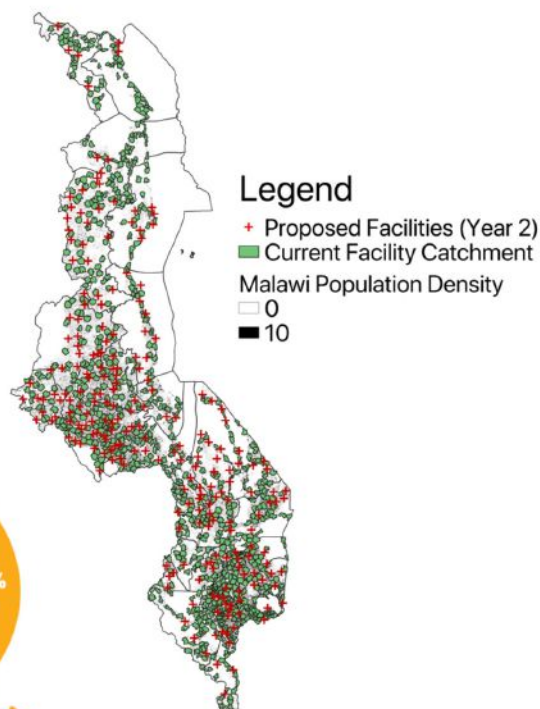 Legend
Proposed Facilities (Year 2)
Current Facility Catchment
Malawi Population Density
0
10
%